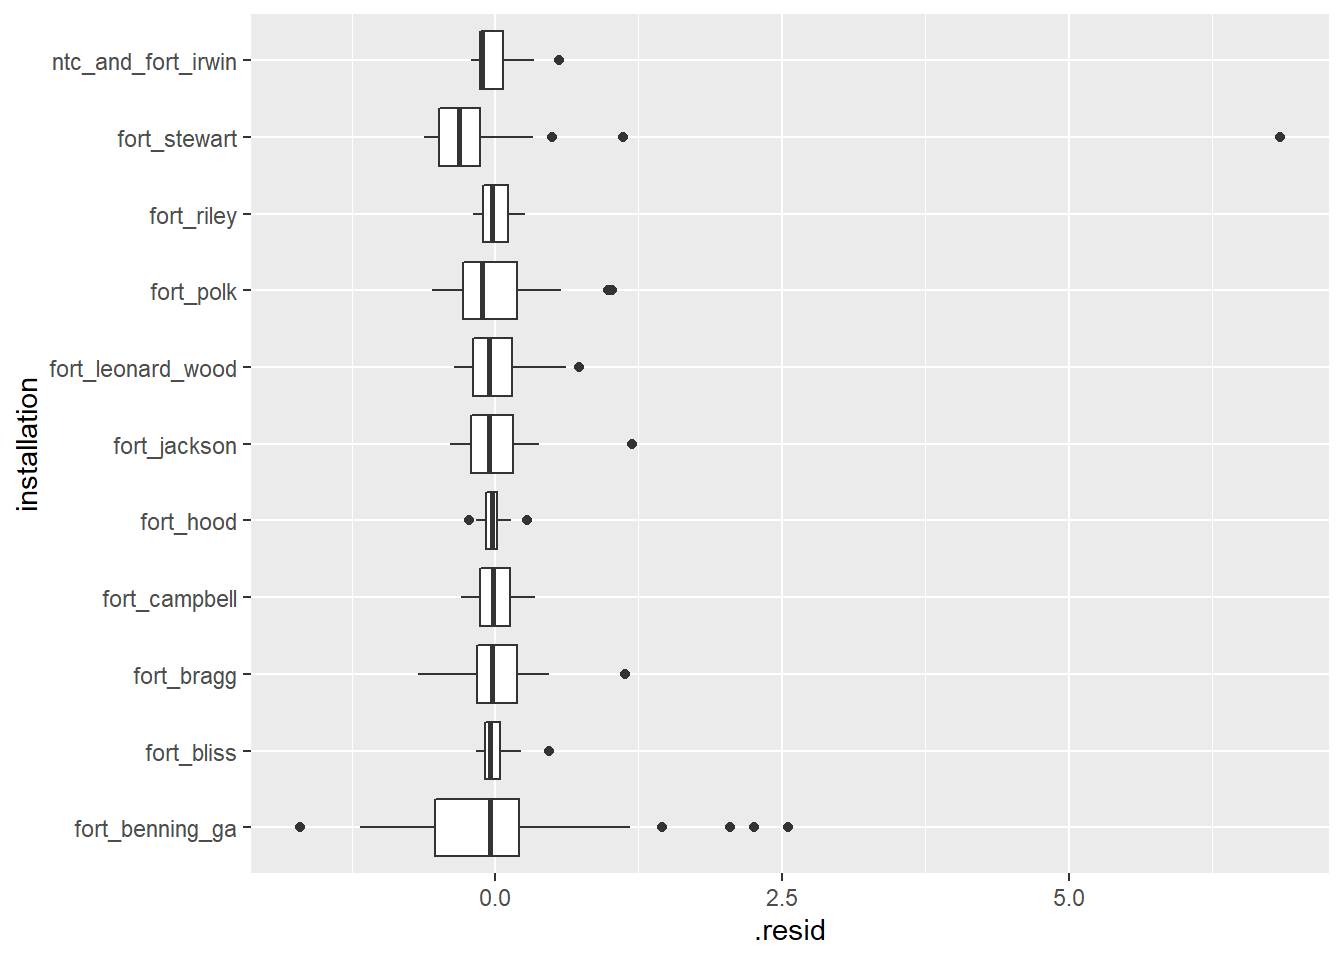 ntc_and_fort_irwin
fort_stewart
fort_riley
fort_polk
fort_leonard_wood
fort_jackson
fort_hood
fort_campbell
fort_bragg
fort_bliss
fort_benning_ga
installation
0.0 2.5 5.0
.resid